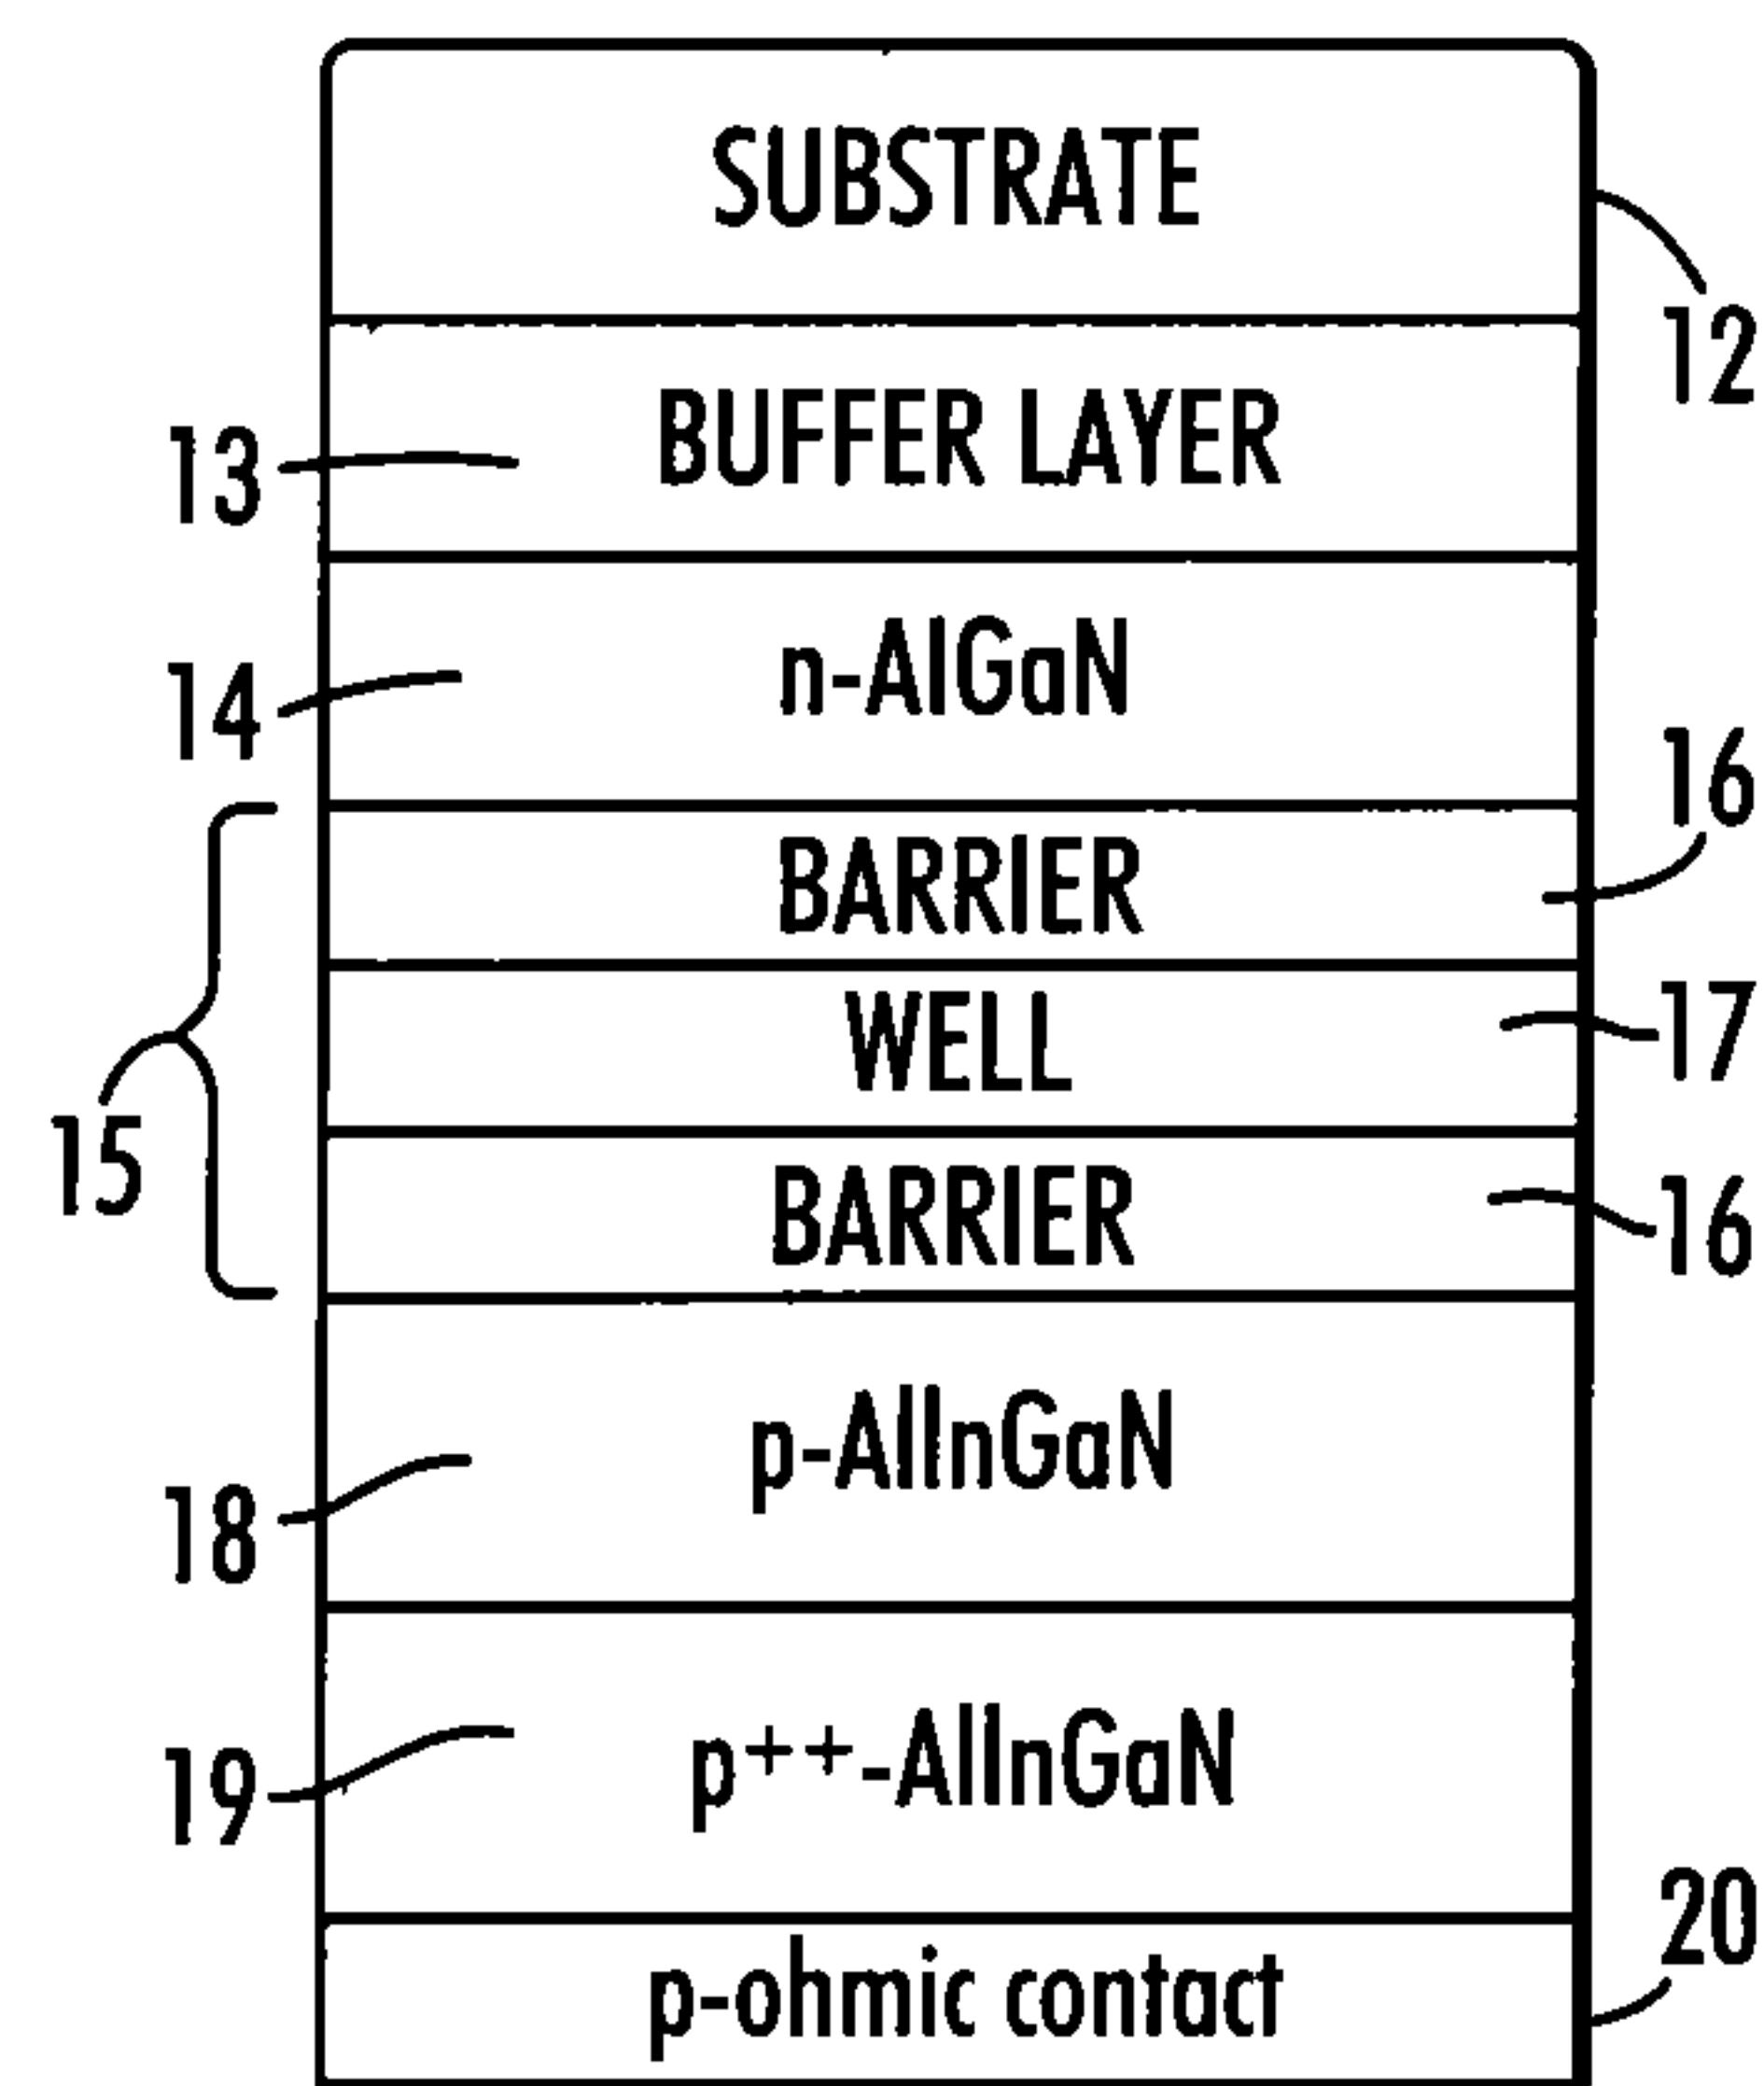 SUBSTRATE
12
BUFFER LAYER
13
n-AlGaN
14
16
BARRIER
WELL
17
15
BARRIER
16
p-AlInGaN
18
p++-AlInGaN
19
20
p-ohmic contact